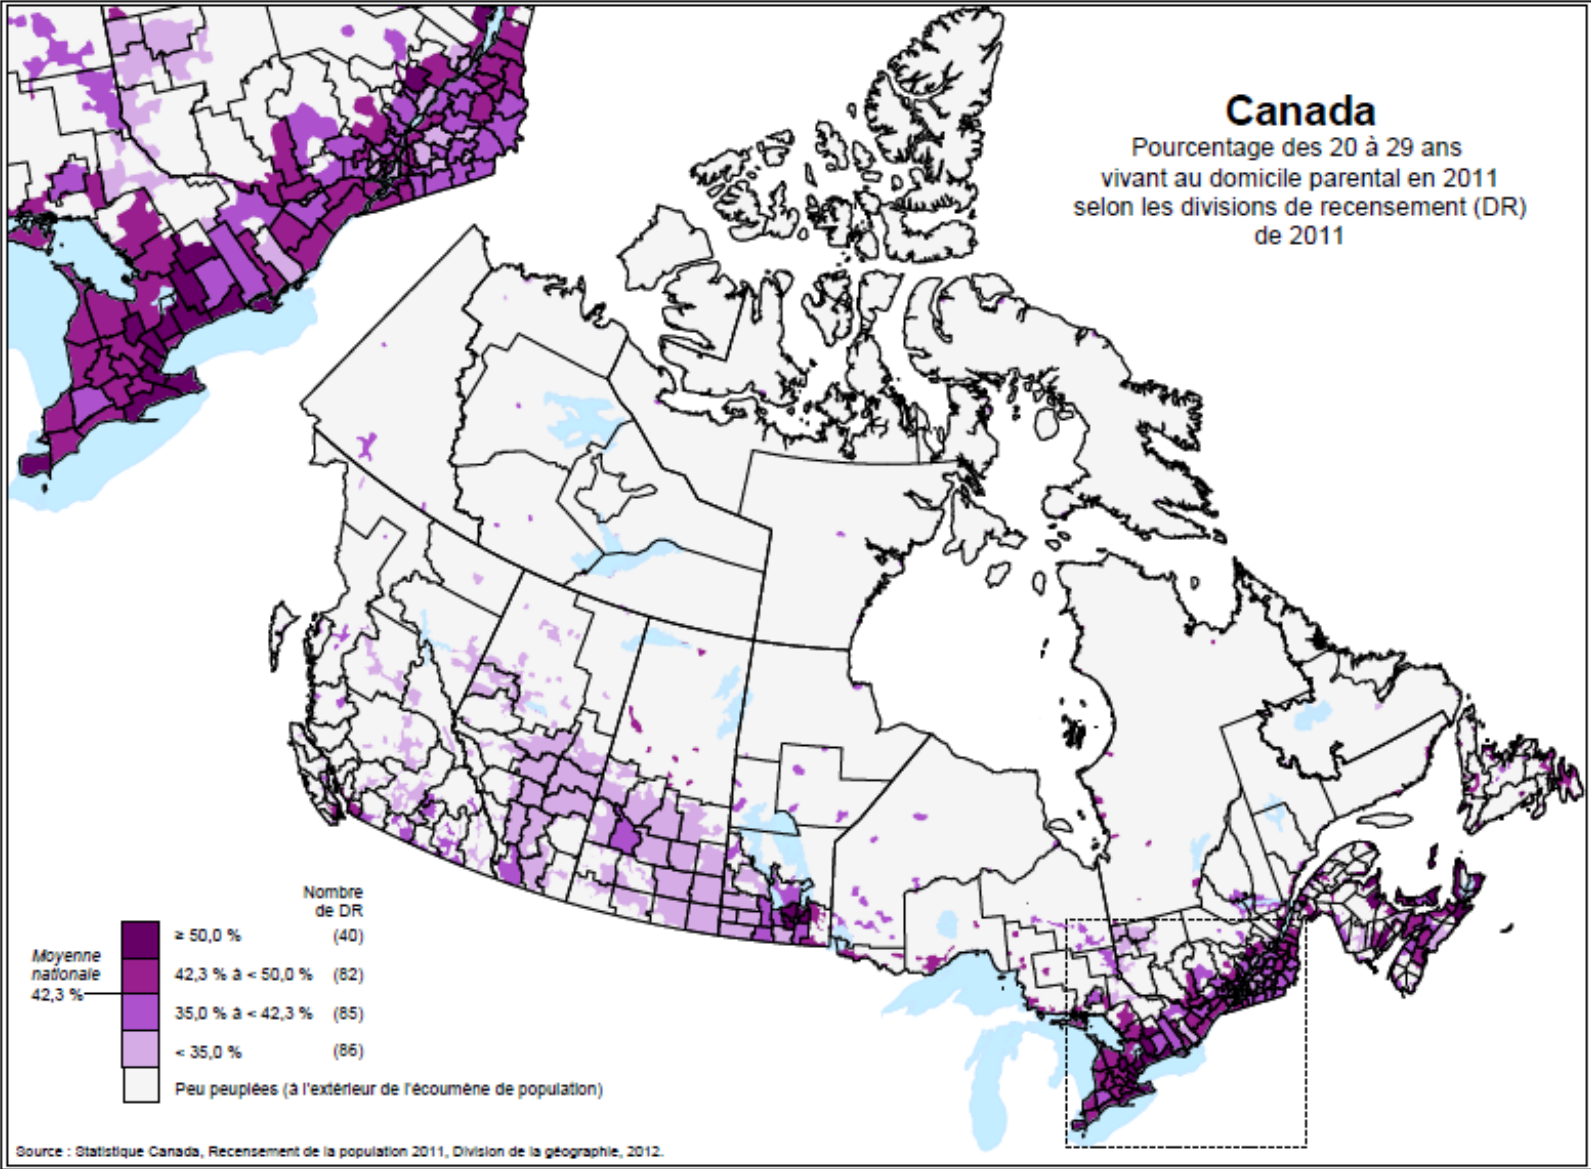 Canada
Pourcentage des 20 à 29 ans
vivant au domicile parental en 2011
selon les divisions de recensement (DR)
de 2011
Nombre
de DR
≥ 50,0 % (40)
42,3 % à < 50,0 % (82)
35,0 % à < 42,3 % (85)
< 35,0 % (86)
Moyenne
nationale
42,3 %
Peu peuplées (à l'extérieur de l'écoumène de population)
Source : Statistique Canada, Recensement de la population 2011, Division de la géographie, 2012.